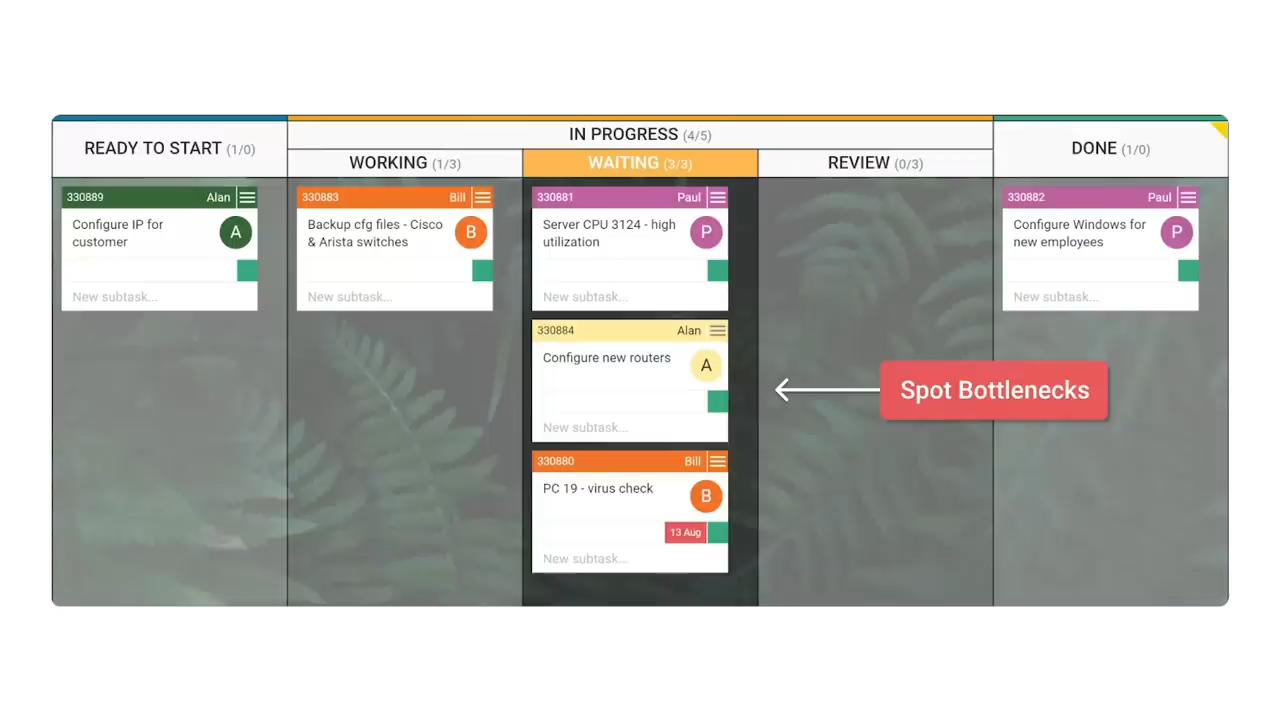 READY TO START (1/0)
IN PROGRESS (4/5)
WORKING (1/3)
WAITING (3/3)
REVIEW (0/3)
DONE (1/0)
330889 Alan
Configure IP for
customer
A
New subtask...
330883 Bill
Backup cfg files - Cisco
& Arista switches
B
New subtask...
330881 Paul
Server CPU 3124 - high
utilization
P
New subtask...
330884 Alan
Configure new routers
A
New subtask...
330880 Bill
PC 19 - virus check
B
13 Aug
New subtask...
Spot Bottlenecks
330882 Paul
Configure Windows for
new employees
P
New subtask...